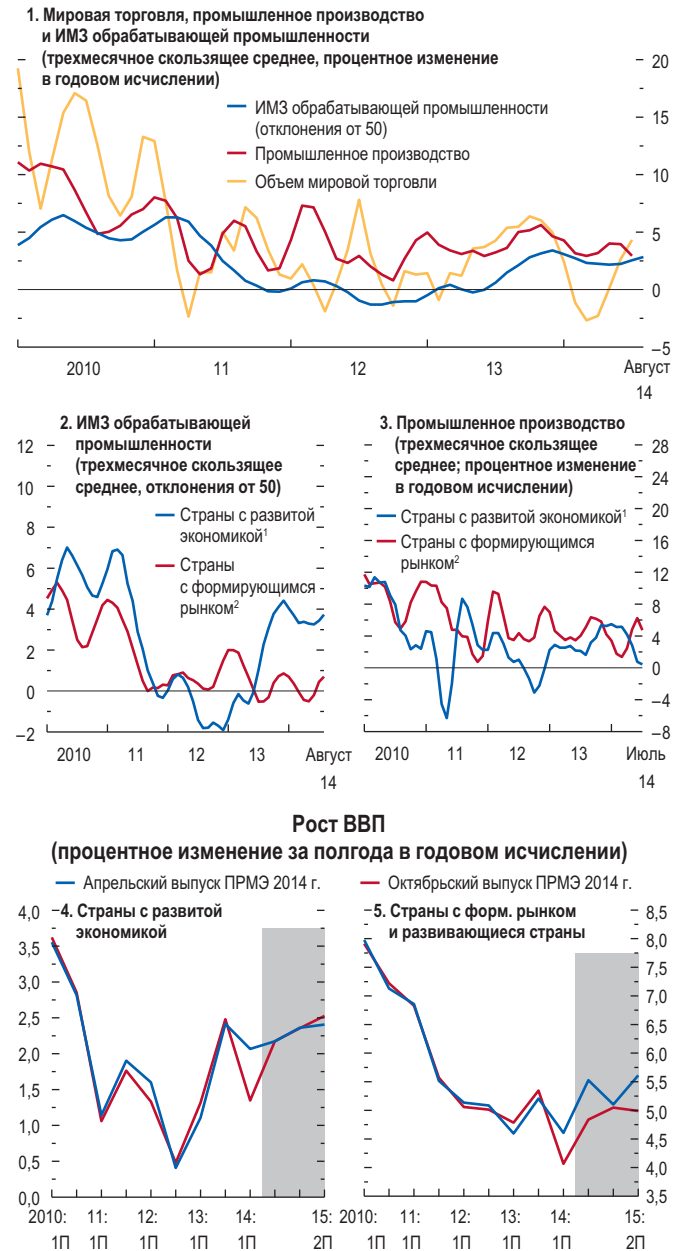 1. Мировая торговля, промышленное производство
и ИМЗ обрабатывающей промышленности
(трехмесячное скользящее среднее, процентное изменение
в годовом исчислении)
ИМЗ обрабатывающей промышленности
(отклонения от 50)
Промышленное производство
Объем мировой торговли
20
15
10
5
0
–5
2010 11 12 13 Август
14
2. ИМЗ обрабатывающей
промышленности
(трехмесячное скользящее
среднее, отклонения от 50)
Страны с развитой
экономикой¹
Страны
с формирующимся
рынком²
12
10
8
6
4
2
0
–2
2010 11 12 13 Август
14
3. Промышленное производство
(трехмесячное скользящее
среднее; процентное изменение
в годовом исчислении)
Страны с развитой экономикой¹
Страны с формирующимся
рынком²
28
24
20
16
12
8
4
0
–4
–8
2010 11 12 13 Июль
14
Рост ВВП
(процентное изменение за полгода в годовом исчислении)
Апрельский выпуск ПРМЭ 2014 г.
Октябрьский выпуск ПРМЭ 2014 г.
4. Страны с развитой
экономикой
4,0
3,5
3,0
2,5
2,0
1,5
1,0
0,5
0,0
2010: 11: 12: 13: 14: 15:
1П 1П 1П 1П 1П 2П
5. Страны с форм. рынком
и развивающиеся страны
8,5
8,0
7,5
7,0
6,5
6,0
5,5
5,0
4,5
4,0
3,5
2010: 11: 12: 13: 14: 15:
1П 1П 1П 1П 1П 2П